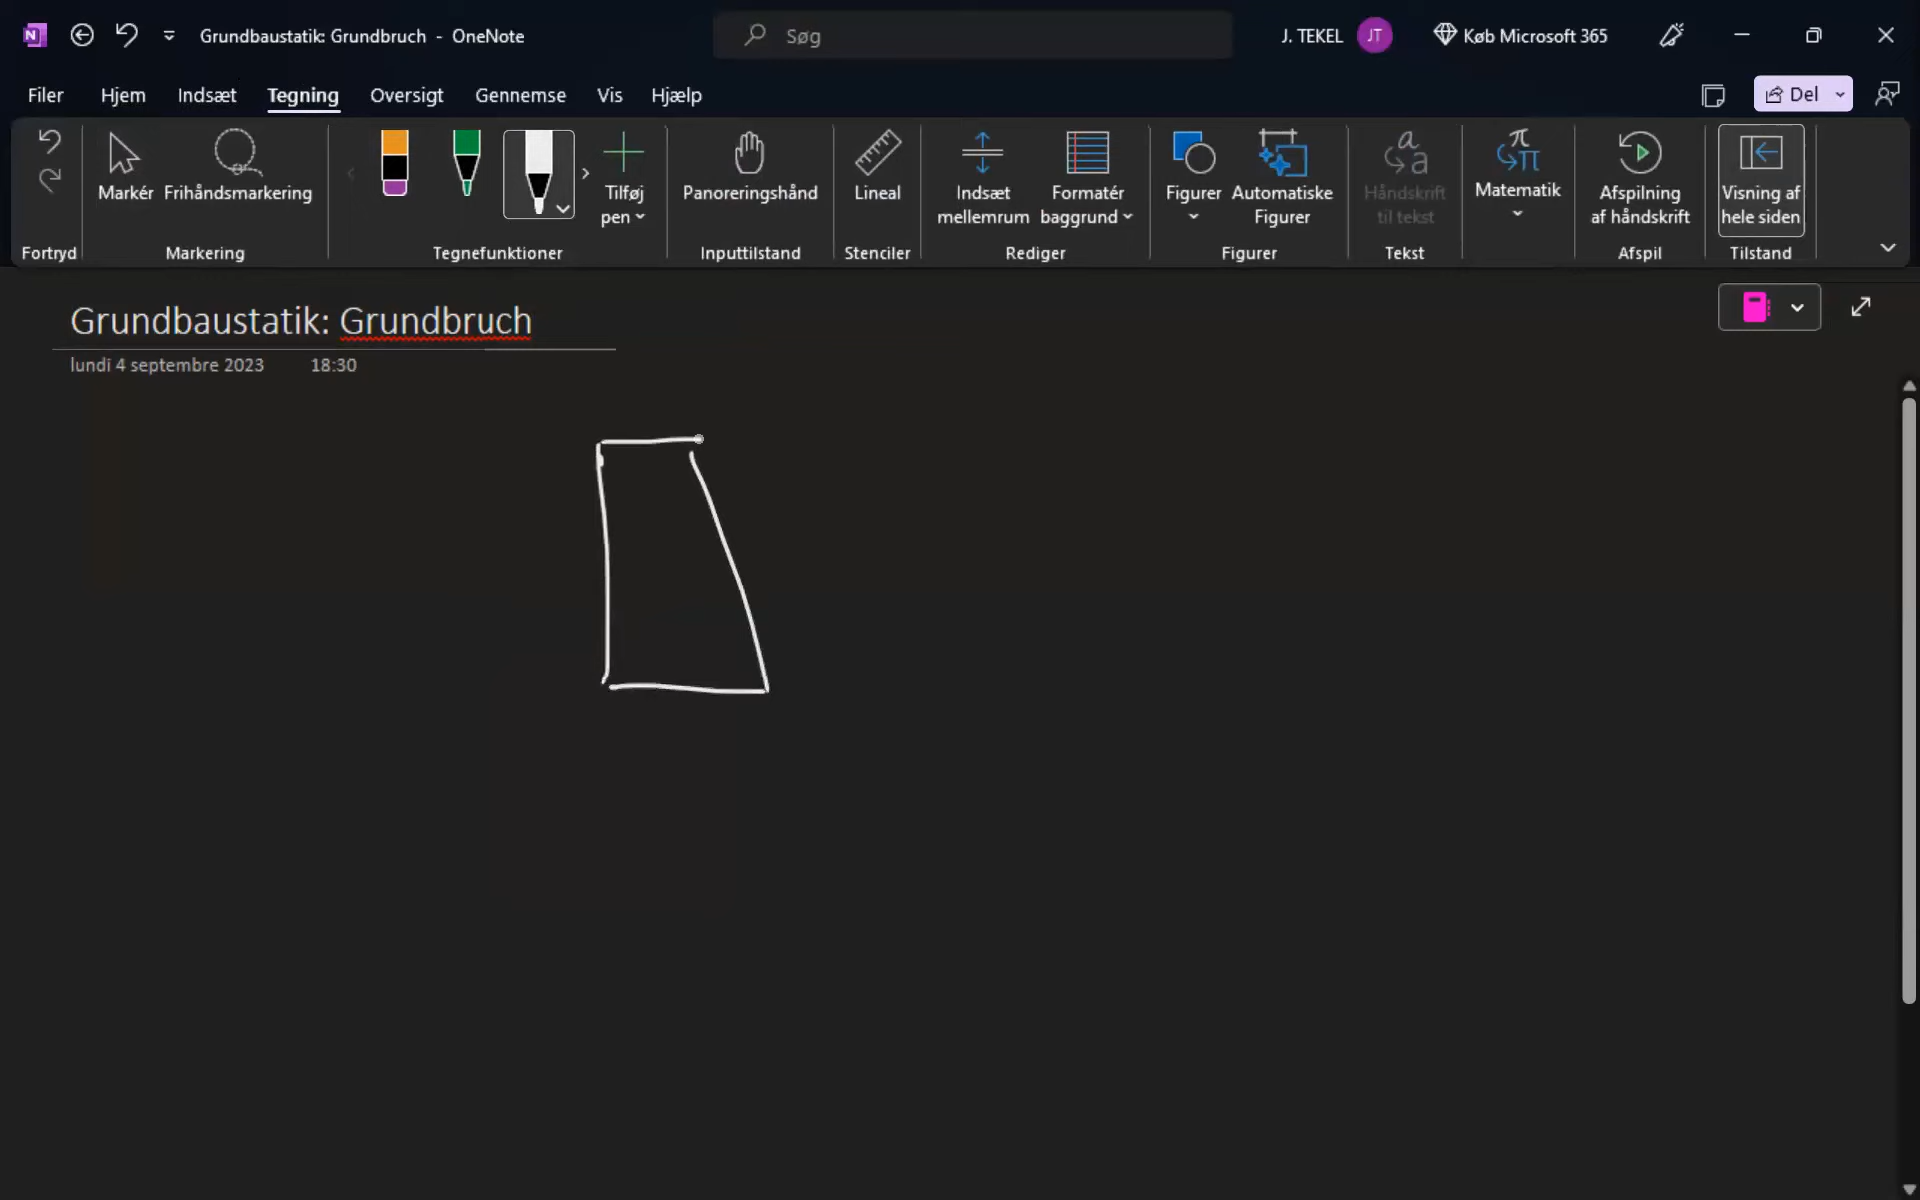 Grundbaustatik: Grundbruch - OneNote
Søg
J. TEKEL
JT
Køb Microsoft 365
Filer
Hjem
Indsæt
Tegning
Oversigt
Gennemse
Vis
Hjælp
Del
Markér
Frihåndsmarkering
Tilføj
pen
Panoreringshånd
Lineal
Indsæt
mellemrum
Formatér
baggrund
Figurer
Automatiske
Figurer
Håndskrift
til tekst
Matematik
Afspilning
af håndskrift
Visning af
hele siden
Fortryd
Markering
Tegnefunktioner
Inputtilstand
Stenciler
Rediger
Figurer
Tekst
Afspil
Tilstand
Grundbaustatik: Grundbruch
lundi 4 septembre 2023 18:30